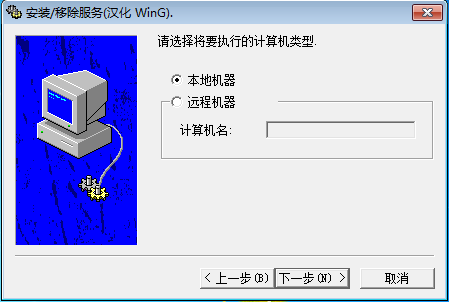 安装/移除服务(汉化 WinG).
请选择将要执行的计算机类型.
本地机器
远程机器
计算机名:
< 上一步(B)
下一步(N) >
取消